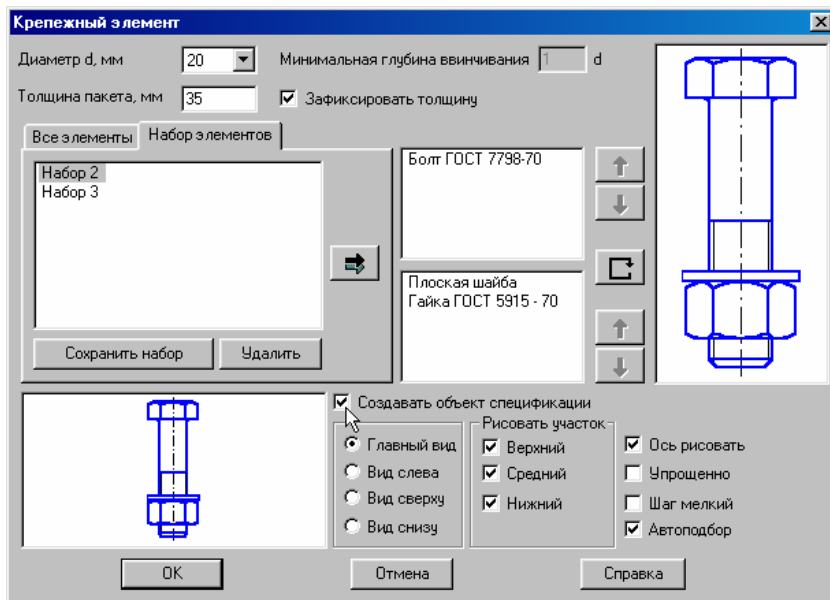 Крепежный элемент
Диаметр d, мм 20 Минимальная глубина ввинчивания 1 d
Толщина пакета, мм 35 Зафиксировать толщину
Все элементы Набор элементов
Набор 2
Набор 3
Сохранить набор Удалить
Болт ГОСТ 7798-70
Плоская шайба
Гайка ГОСТ 5915 - 70
Создавать объект спецификации
Главный вид
Вид слева
Вид сверху
Вид снизу
Рисовать участок
Верхний
Средний
Нижний
Ось рисовать
Упрощенно
Шаг мелкий
Автоподбор
OK Отмена Справка